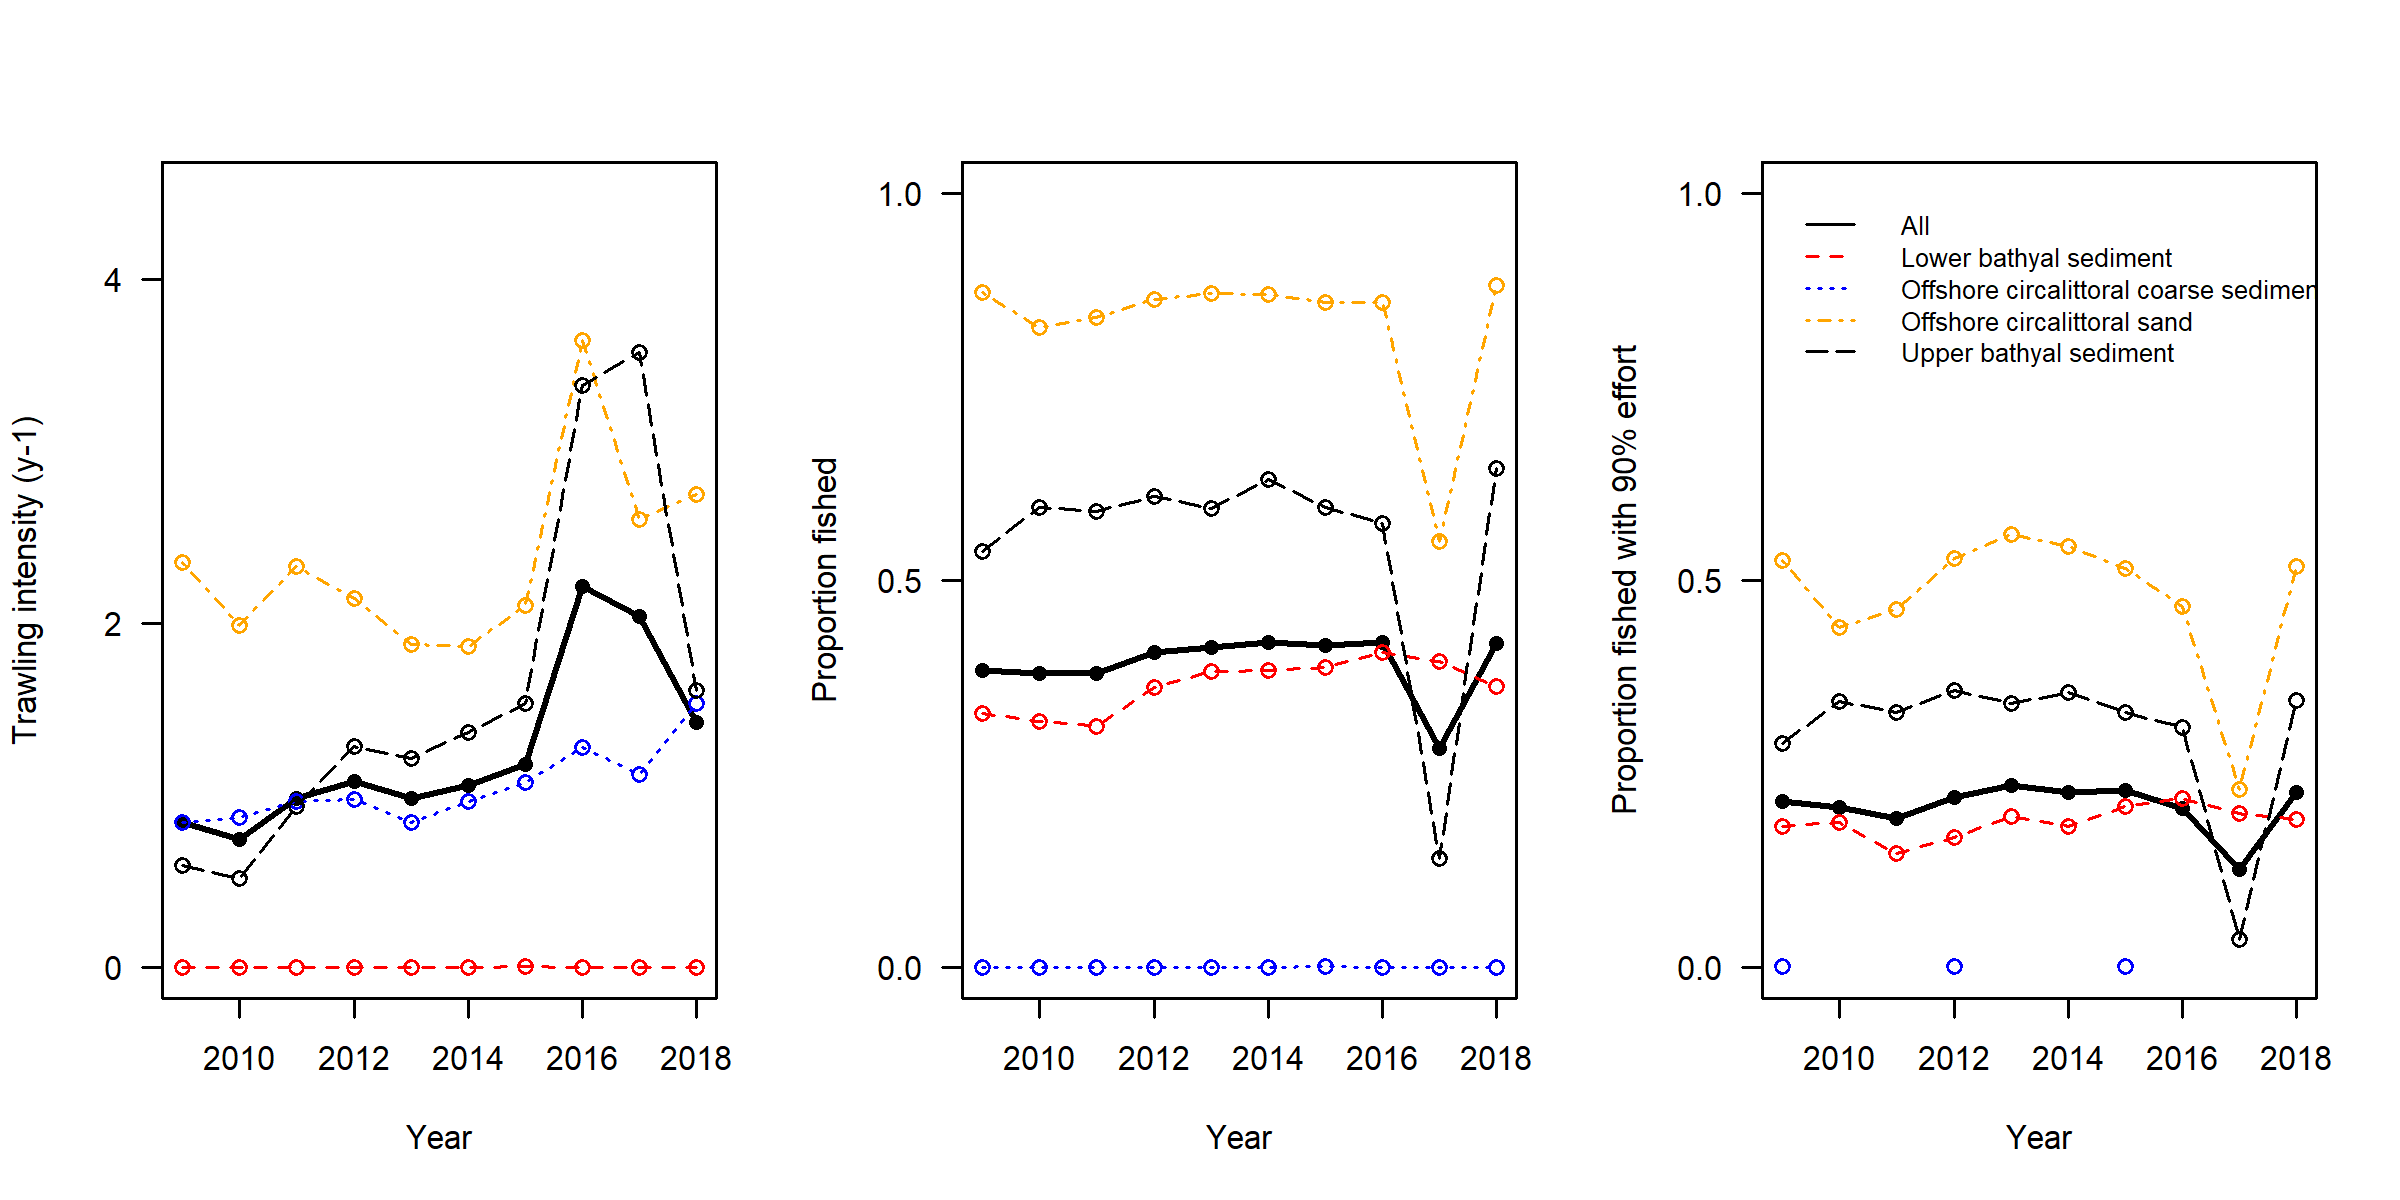 Trawling intensity (y-1)
4
2
0
2010 2012 2014 2016 2018
Year
Proportion fished
1.0
0.5
0.0
2010 2012 2014 2016 2018
Year
Proportion fished with 90% effort
1.0
0.5
0.0
All
Lower bathyal sediment
Offshore circalittoral coarse sedimen
Offshore circalittoral sand
Upper bathyal sediment
2010 2012 2014 2016 2018
Year